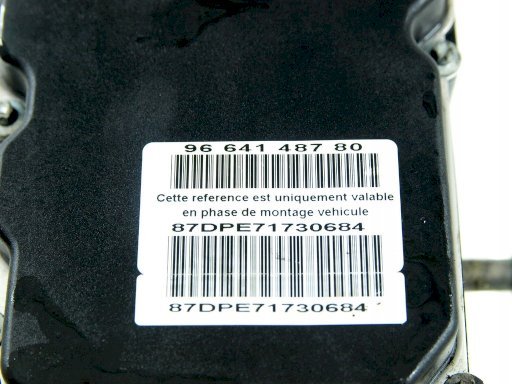 96 641 487 80
Cette reference est uniquement valable
en phase de montage vehicule
87DPE71730684
87DPE71730684